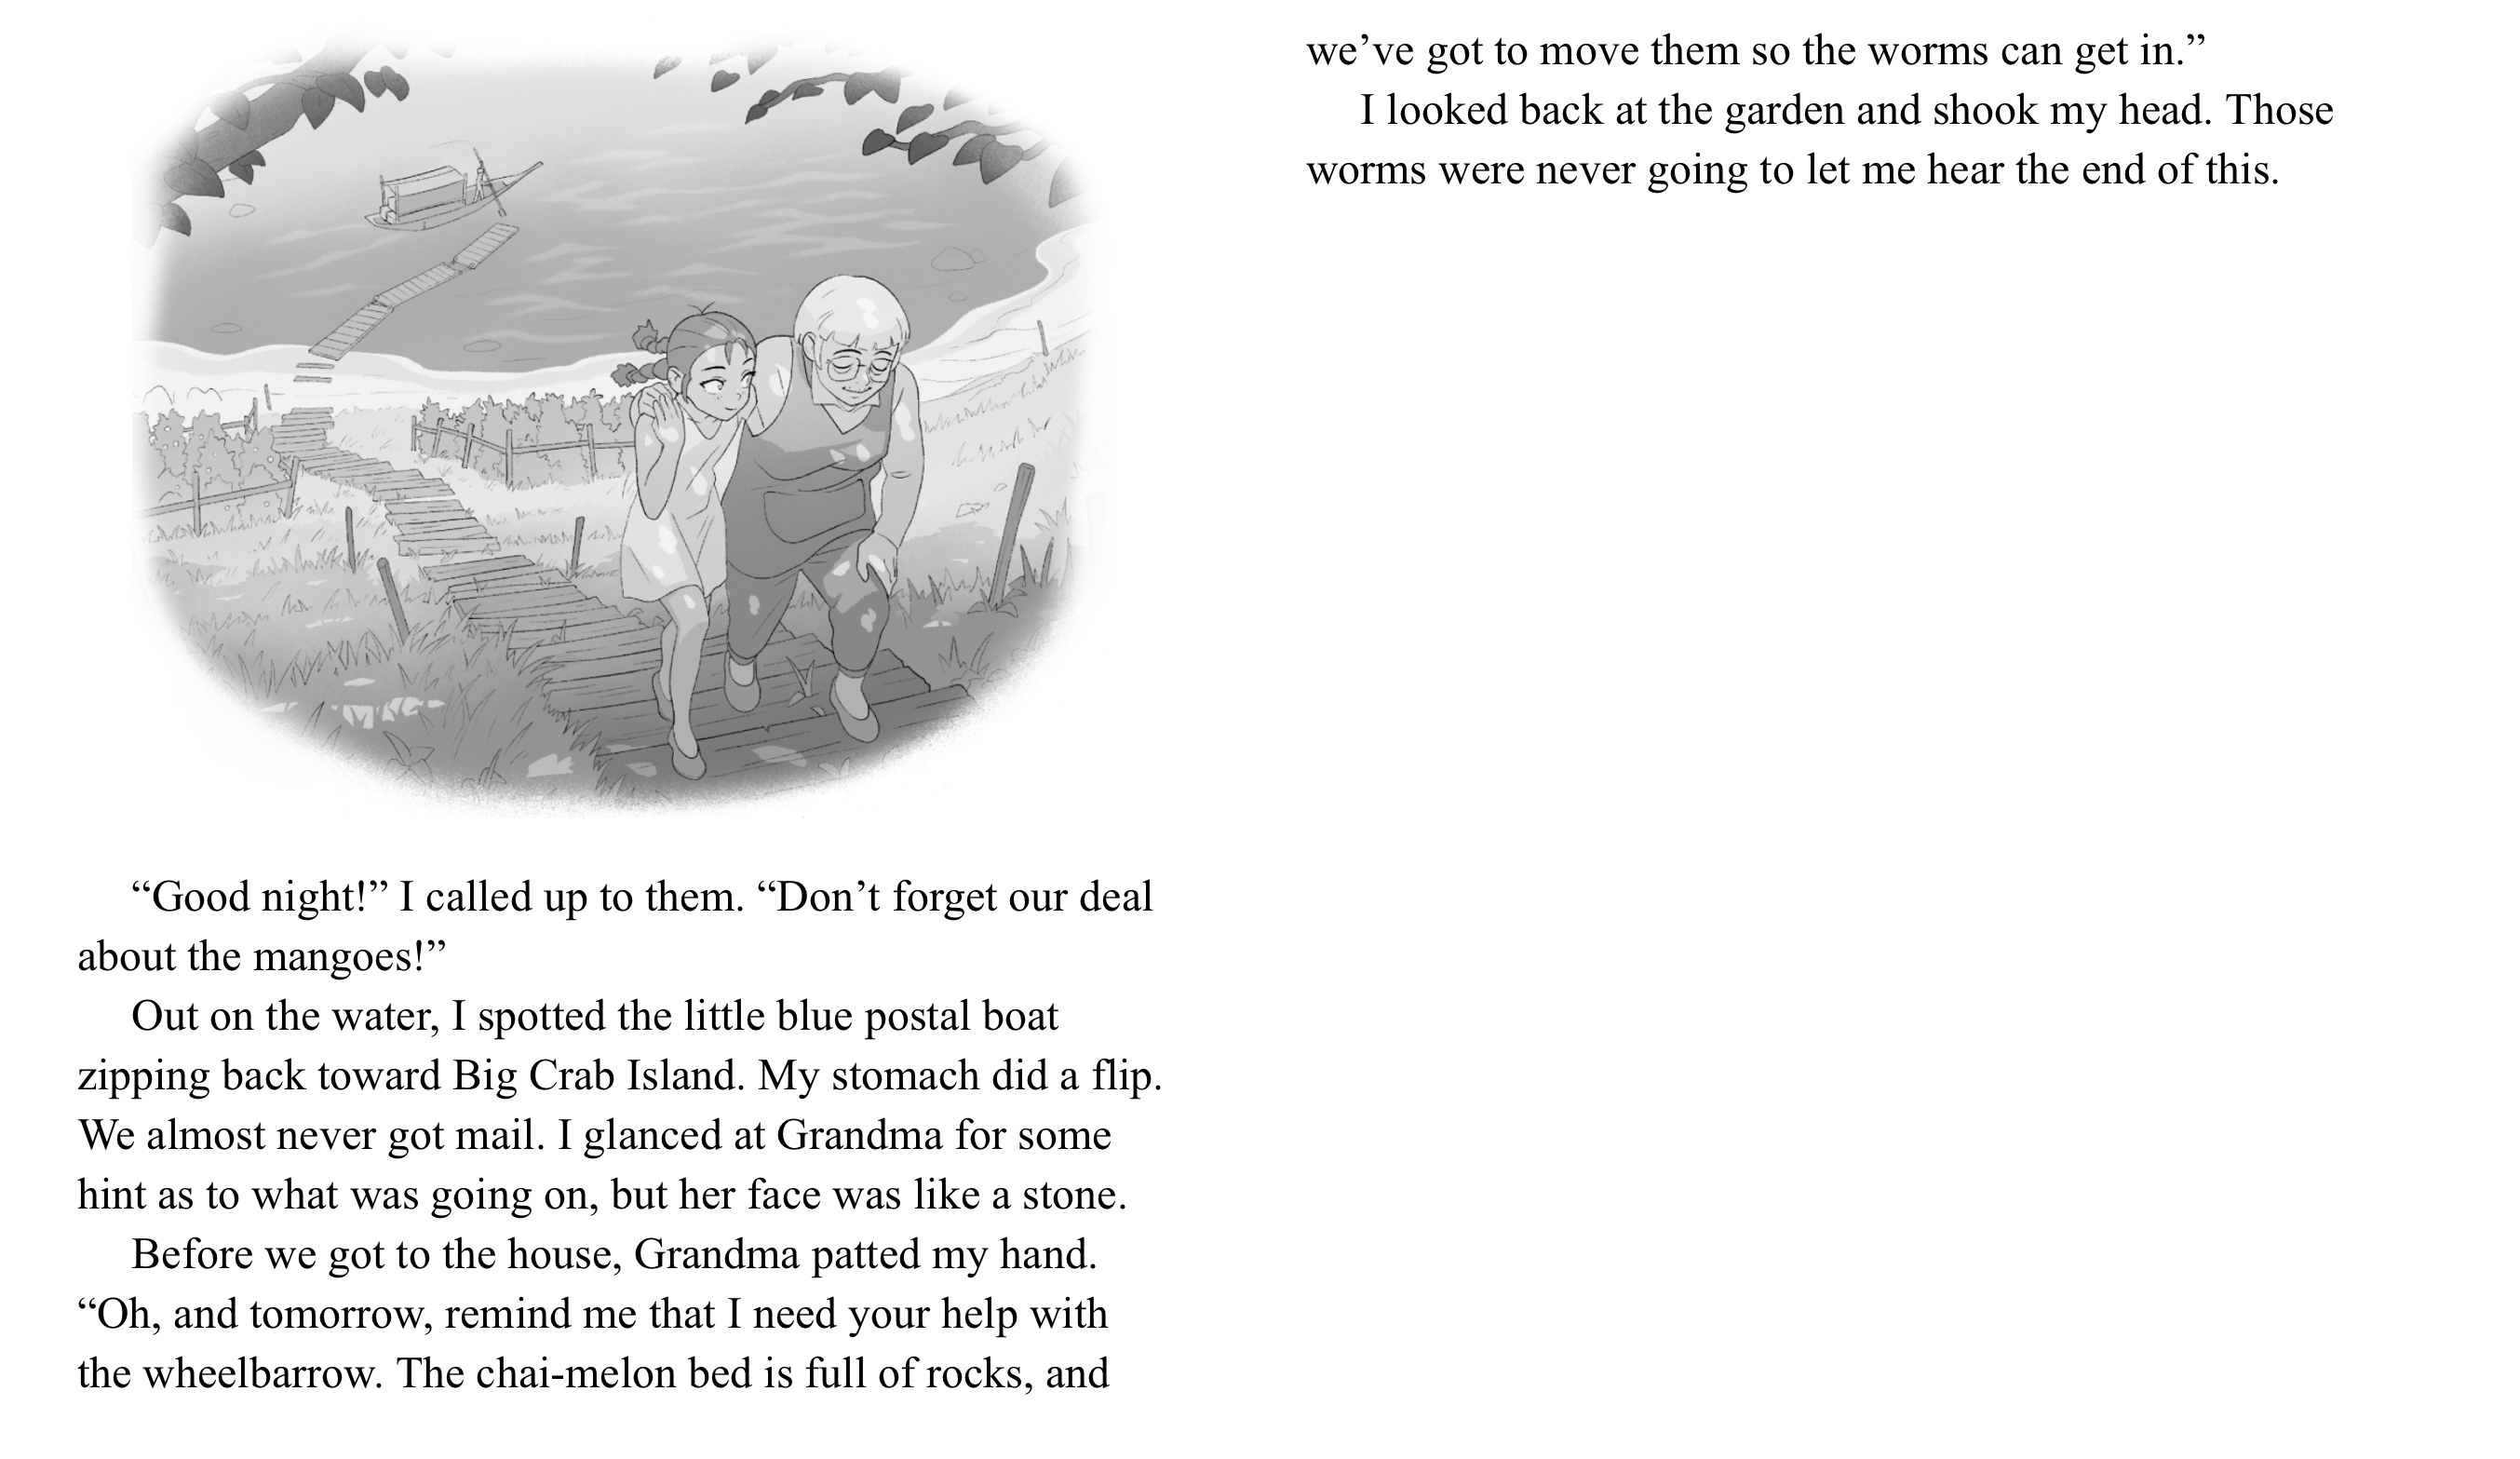 “Good night!” I called up to them. “Don’t forget our deal
about the mangoes!”
Out on the water, I spotted the little blue postal boat
zipping back toward Big Crab Island. My stomach did a flip.
We almost never got mail. I glanced at Grandma for some
hint as to what was going on, but her face was like a stone.
Before we got to the house, Grandma patted my hand.
“Oh, and tomorrow, remind me that I need your help with
the wheelbarrow. The chai-melon bed is full of rocks, and
we’ve got to move them so the worms can get in.”
I looked back at the garden and shook my head. Those
worms were never going to let me hear the end of this.